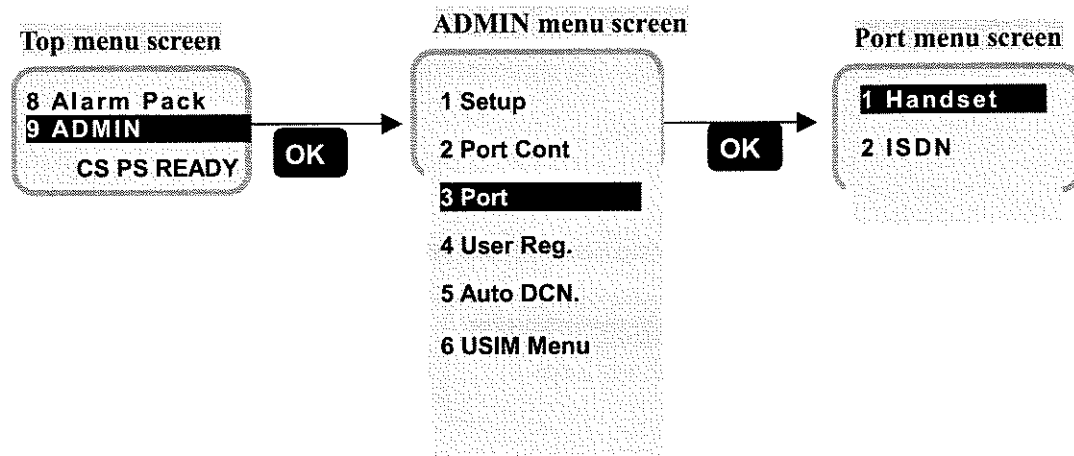 Top menu screen
8 Alarm Pack
9 ADMIN
CS PS READY
OK
ADMIN menu screen
1 Setup
2 Port Cont
3 Port
4 User Reg.
5 Auto DCN.
6 USIM Menu
OK
Port menu screen
1 Handset
2 ISDN